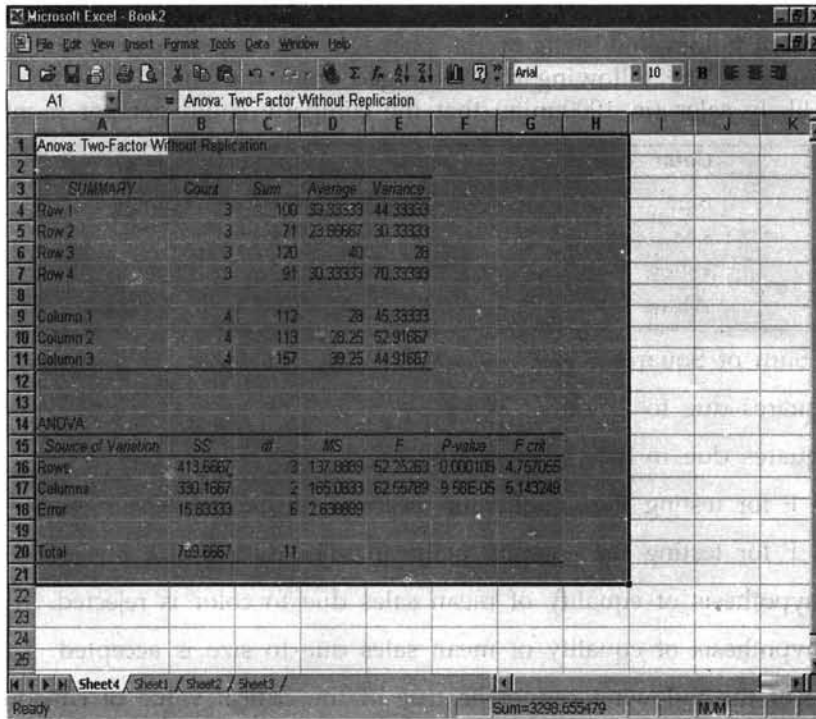 Microsoft Excel - Book2
File Edit View Insert Format Tools Data Window Help
Arial 10 B
A1 = Anova: Two-Factor Without Replication
A B C D E F G H I J K
1 Anova: Two-Factor Without Replication
2
3 SUMMARY Count Sum Average Variance
4 Row 1 3 100 33.33333 44.33333
5 Row 2 3 71 23.66667 30.33333
6 Row 3 3 120 40 28
7 Row 4 3 91 30.33333 70.33333
8
9 Column 1 4 112 28 45.33333
10 Column 2 4 113 28.25 52.91667
11 Column 3 4 157 39.25 44.91667
12
13
14 ANOVA
15 Source of Variation SS df MS F P-value F crit
16 Rows 413.6667 3 137.8889 52.25263 4.757055
17 Columns 330.1667 2 165.0833 62.55789 9.58E-05 5.143249
18 Error 15.83333 6 2.638889
19
20 Total 759.6667 11
21
22
23
24
25
Sheet4 Sheet1 Sheet2 Sheet3
Ready Sum=3298.655479 NUM